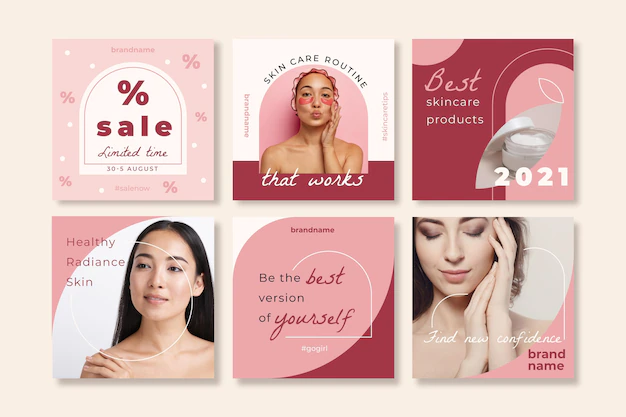 brandname
%
sale
Limited time
30-5 AUGUST
#salenow
% % % % % %
SKIN CARE ROUTINE
brandname
#skincaretips
that works
Best
skincare
products
2021
Healthy
Radiance
Skin
brandname
Be the best
version
of yourself
#gogirl
Find new confidence
brand
name